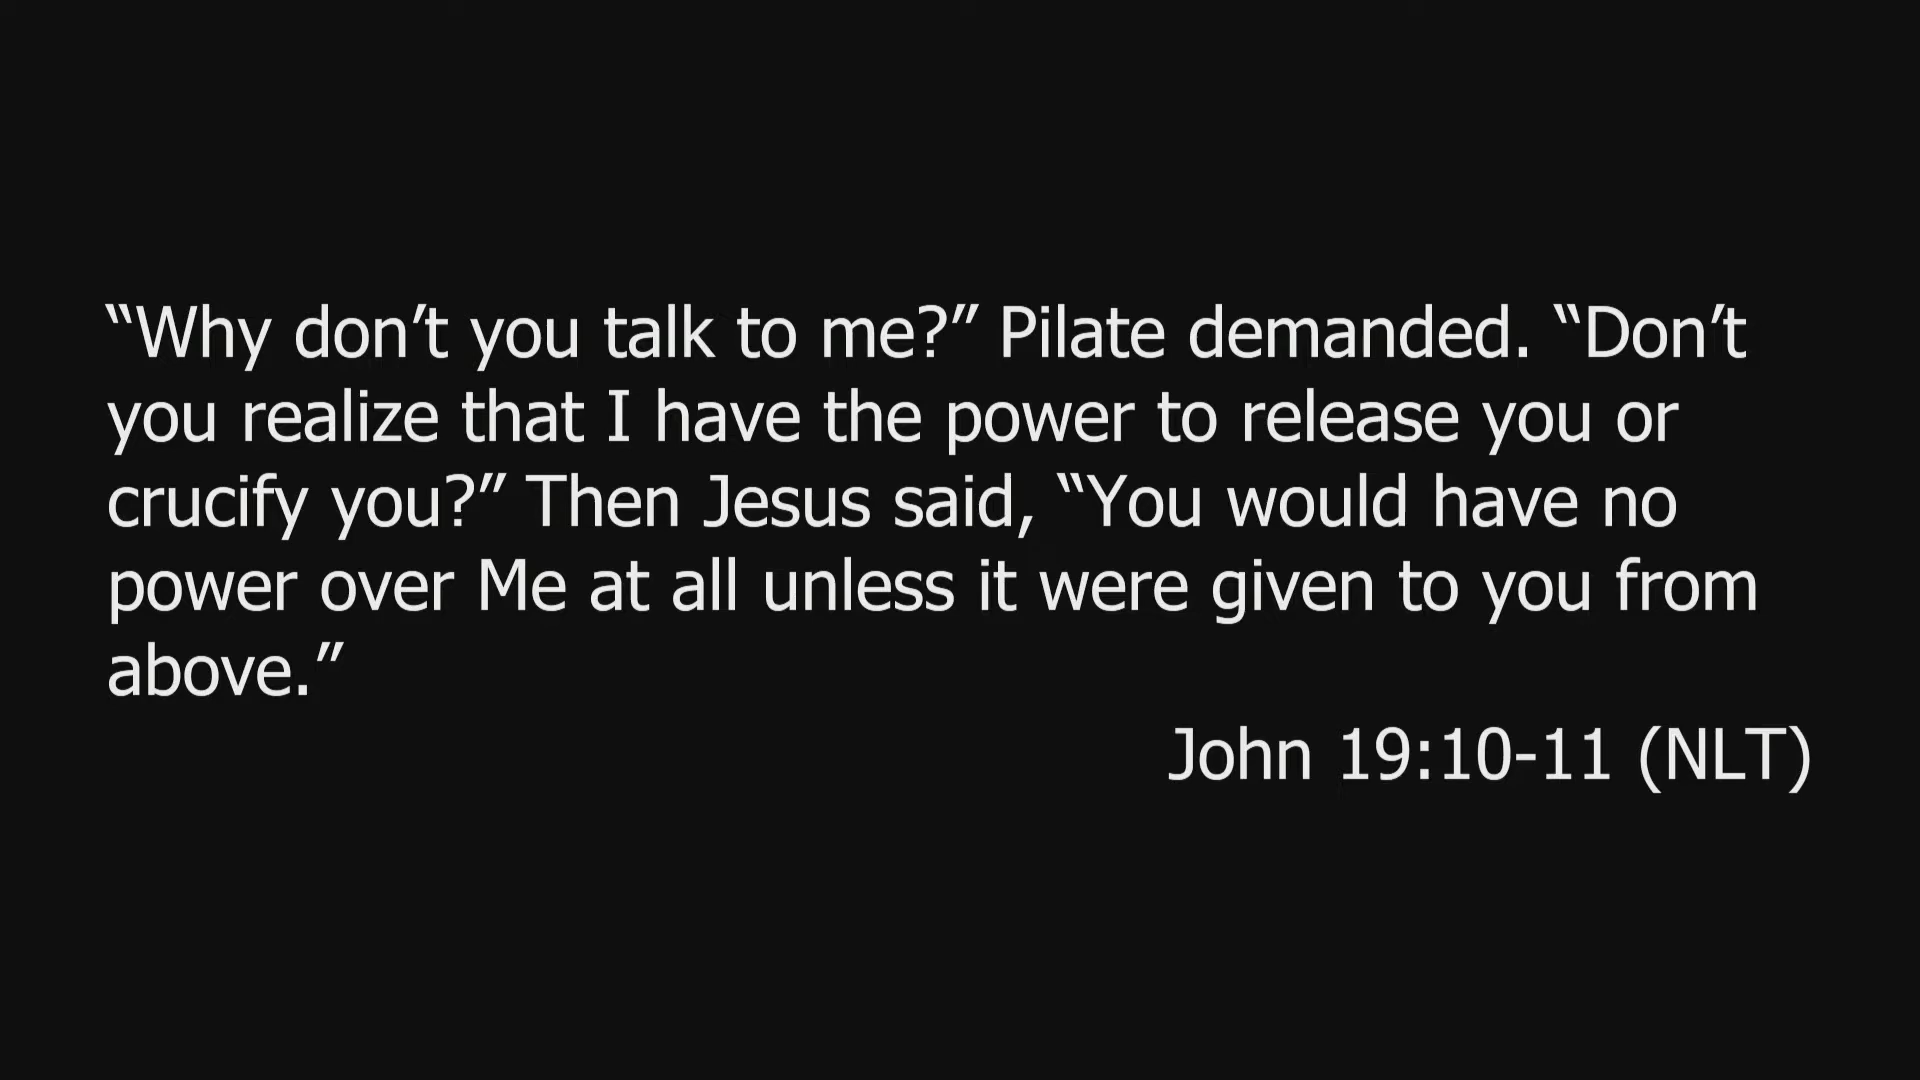 “Why don’t you talk to me?” Pilate demanded. “Don’t
you realize that I have the power to release you or
crucify you?” Then Jesus said, “You would have no
power over Me at all unless it were given to you from
above.”
John 19:10-11 (NLT)